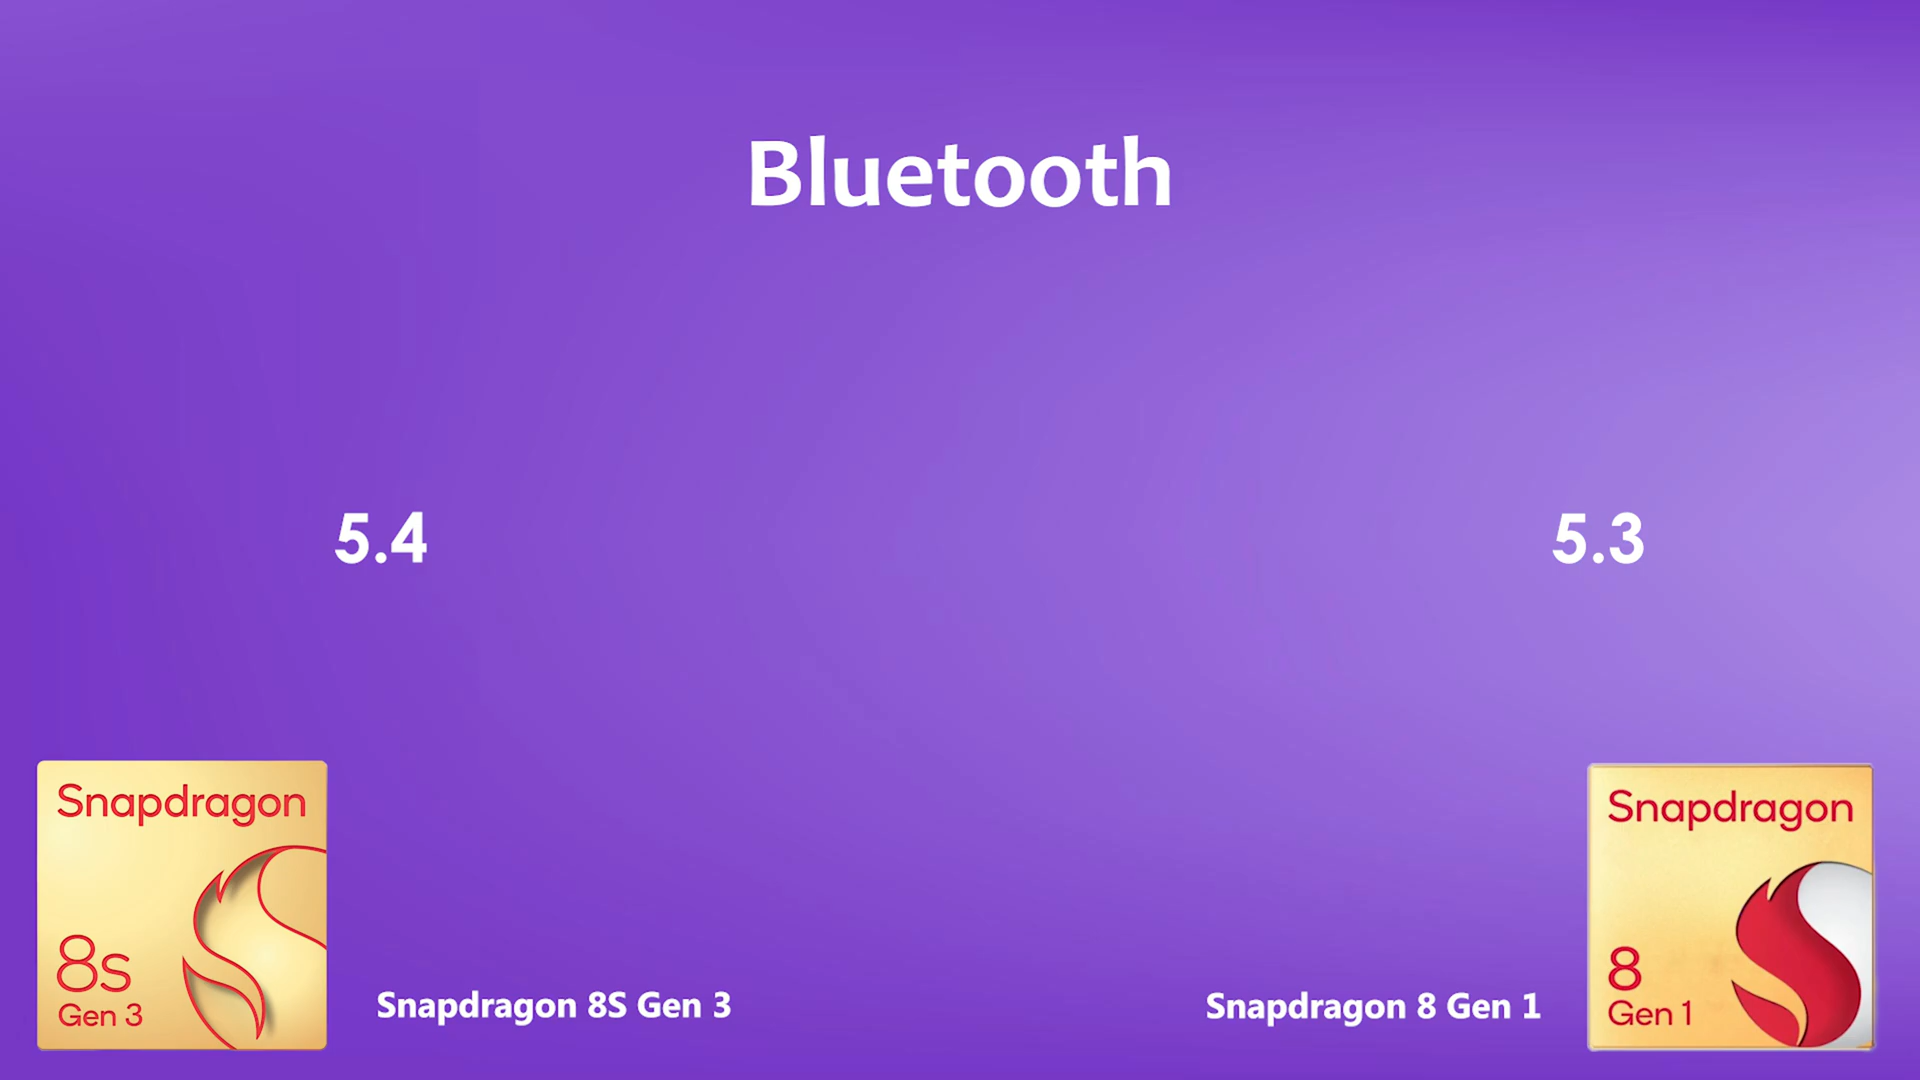 Bluetooth
5.4
5.3
Snapdragon
8s
Gen 3
Snapdragon 8S Gen 3
Snapdragon 8 Gen 1
Snapdragon
8
Gen 1